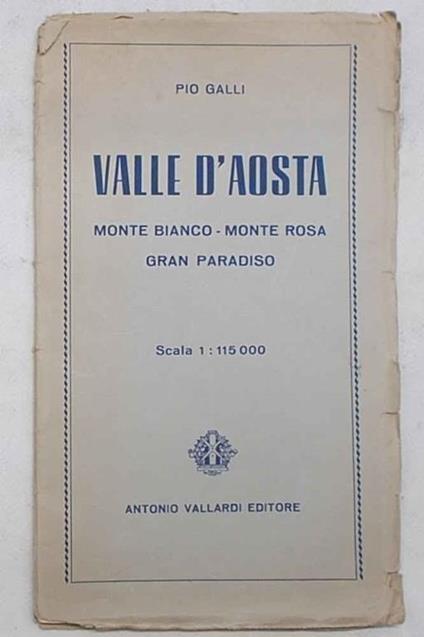 PIO GALLI
VALLE D'AOSTA
MONTE BIANCO - MONTE ROSA
GRAN PARADISO
Scala 1 : 115 000
ANTONIO VALLARDI EDITORE